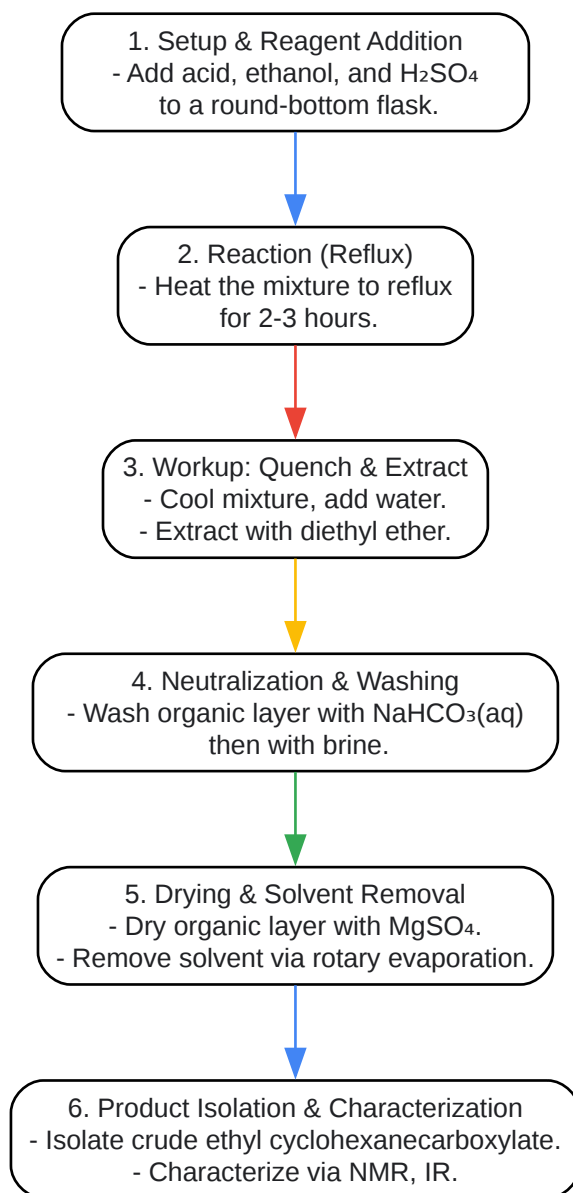 1. Setup & Reagent Addition
- Add acid, ethanol, and H₂SO₄
to a round-bottom flask.
2. Reaction (Reflux)
- Heat the mixture to reflux
for 2-3 hours.
3. Workup: Quench & Extract
- Cool mixture, add water.
- Extract with diethyl ether.
4. Neutralization & Washing
- Wash organic layer with NaHCO₃(aq)
then with brine.
5. Drying & Solvent Removal
- Dry organic layer with MgSO₄.
- Remove solvent via rotary evaporation.
6. Product Isolation & Characterization
- Isolate crude ethyl cyclohexanecarboxylate.
- Characterize via NMR, IR.